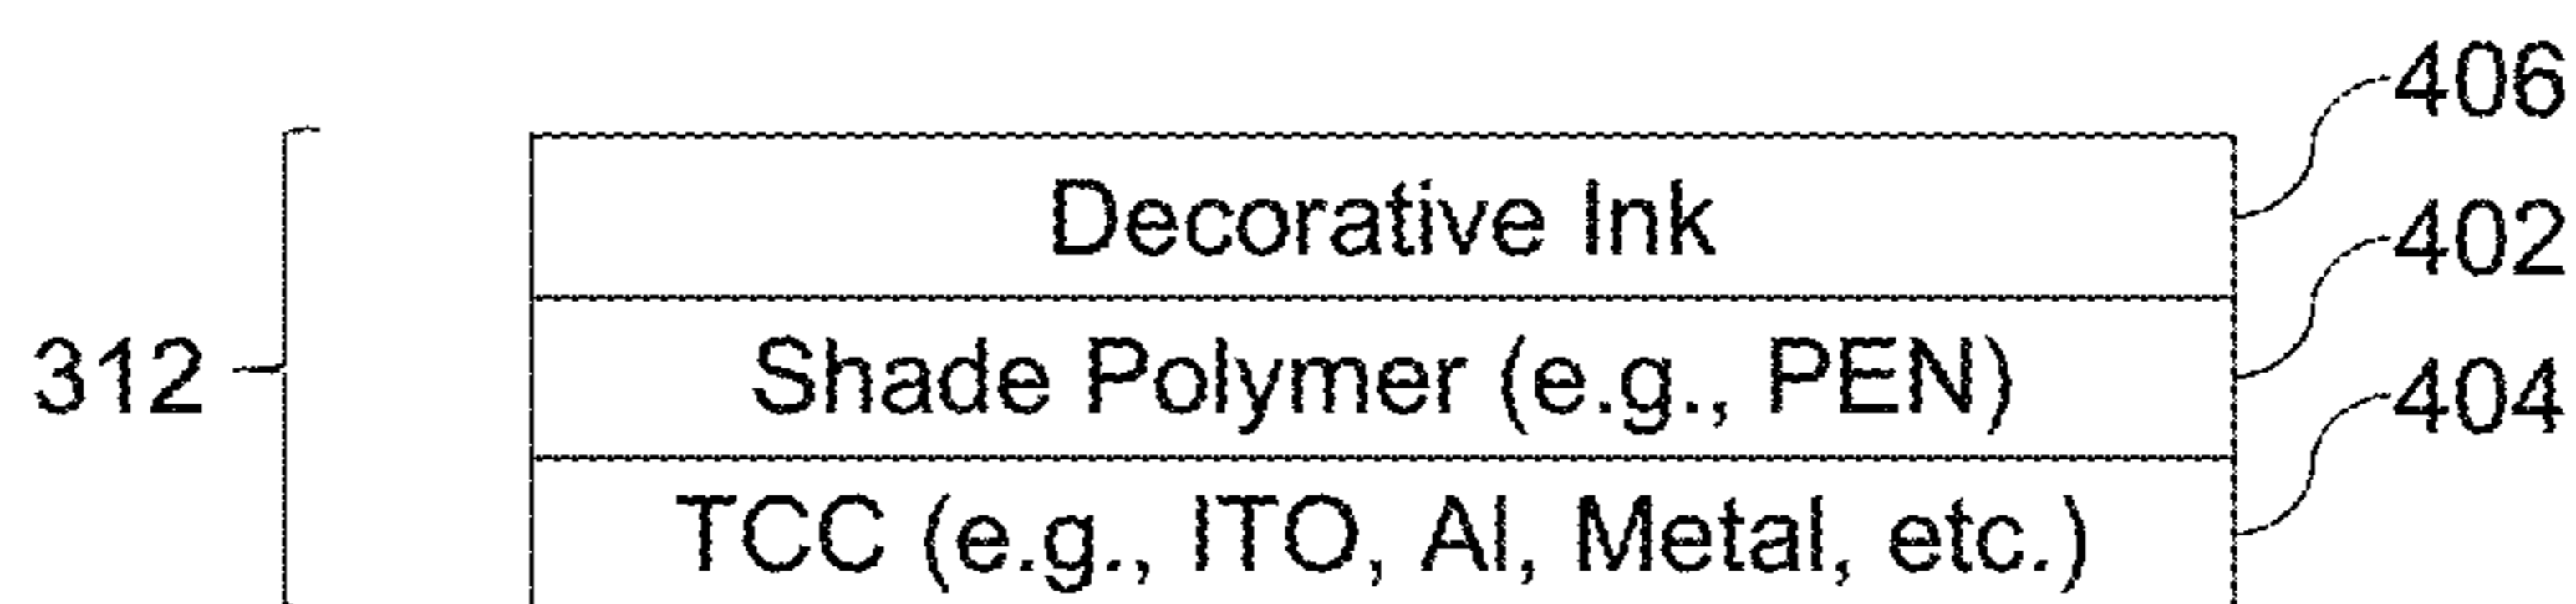 406
Decorative Ink
402
312
Shade Polymer (e.g., PEN)
404
TCC (e.g., ITO, Al, Metal, etc.)